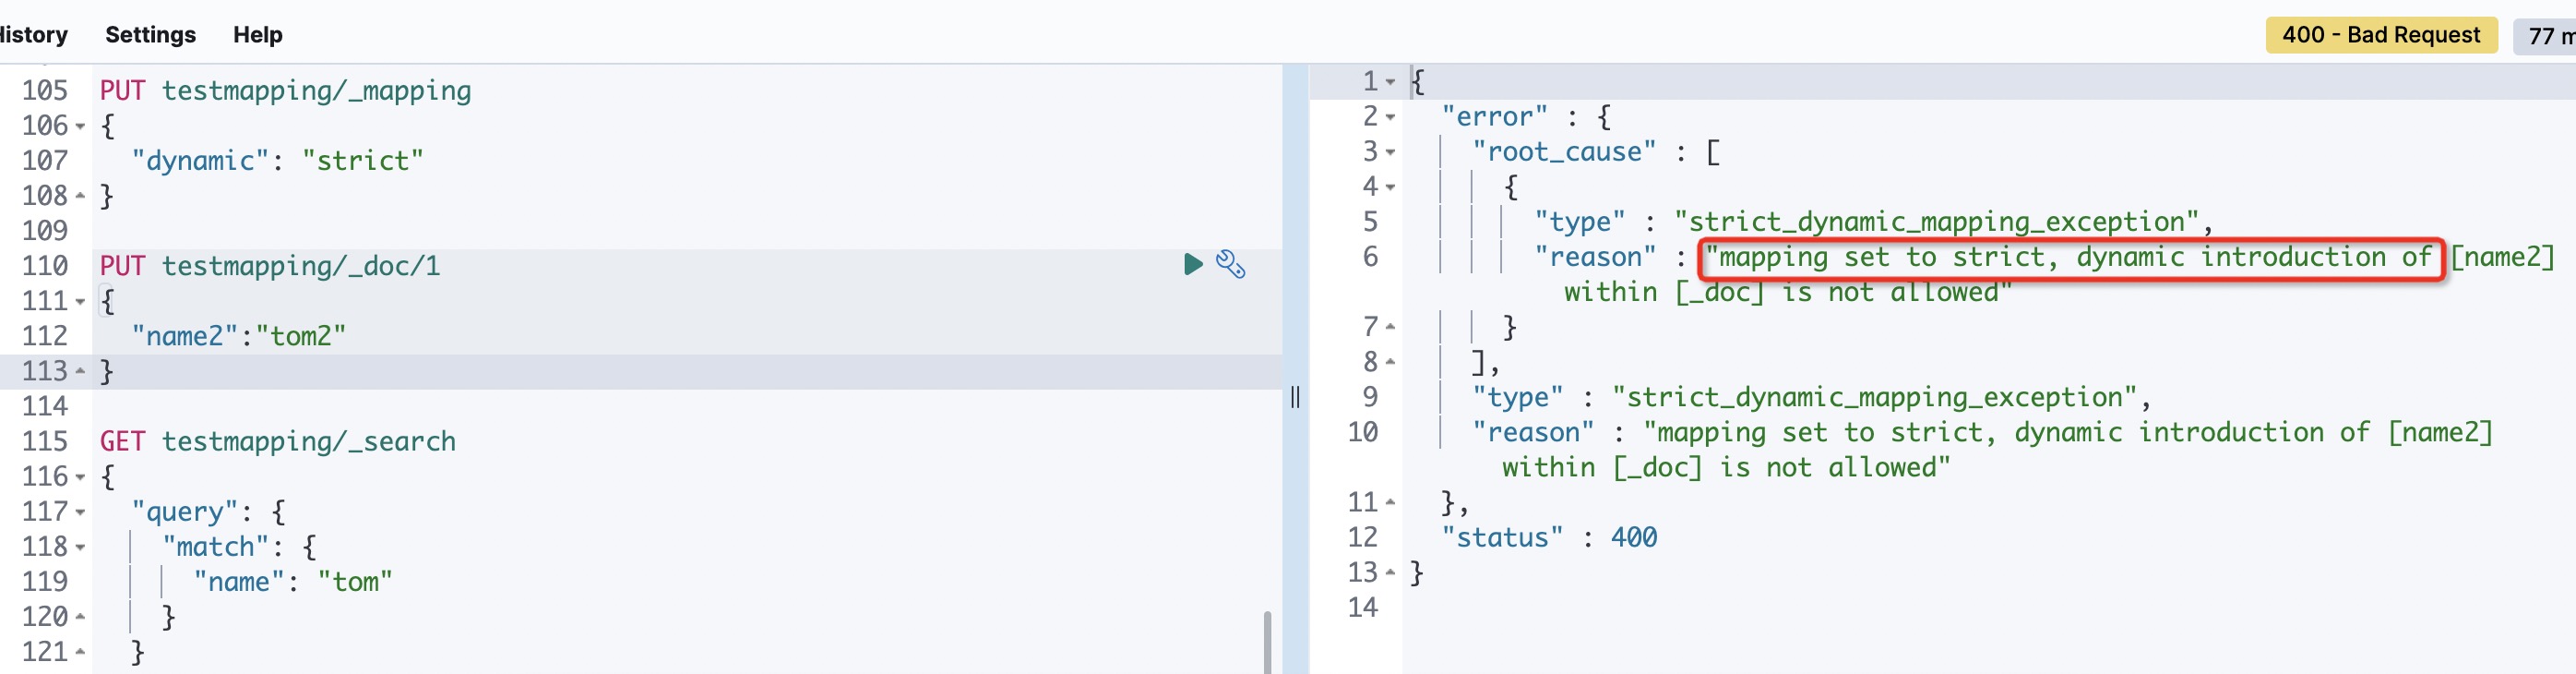 History Settings Help 400 - Bad Request 77 m
105 PUT testmapping/_mapping
106 {
107 "dynamic": "strict"
108 }
109
110 PUT testmapping/_doc/1
111 {
112 "name2":"tom2"
113 }
114
115 GET testmapping/_search
116 {
117 "query": {
118 "match": {
119 "name": "tom"
120 }
121 }
1 {
2 "error" : {
3 "root_cause" : [
4 {
5 "type" : "strict_dynamic_mapping_exception",
6 "reason" : "mapping set to strict, dynamic introduction of [name2]
within [_doc] is not allowed"
7 }
8 ],
9 "type" : "strict_dynamic_mapping_exception",
10 "reason" : "mapping set to strict, dynamic introduction of [name2]
within [_doc] is not allowed"
11 },
12 "status" : 400
13 }
14